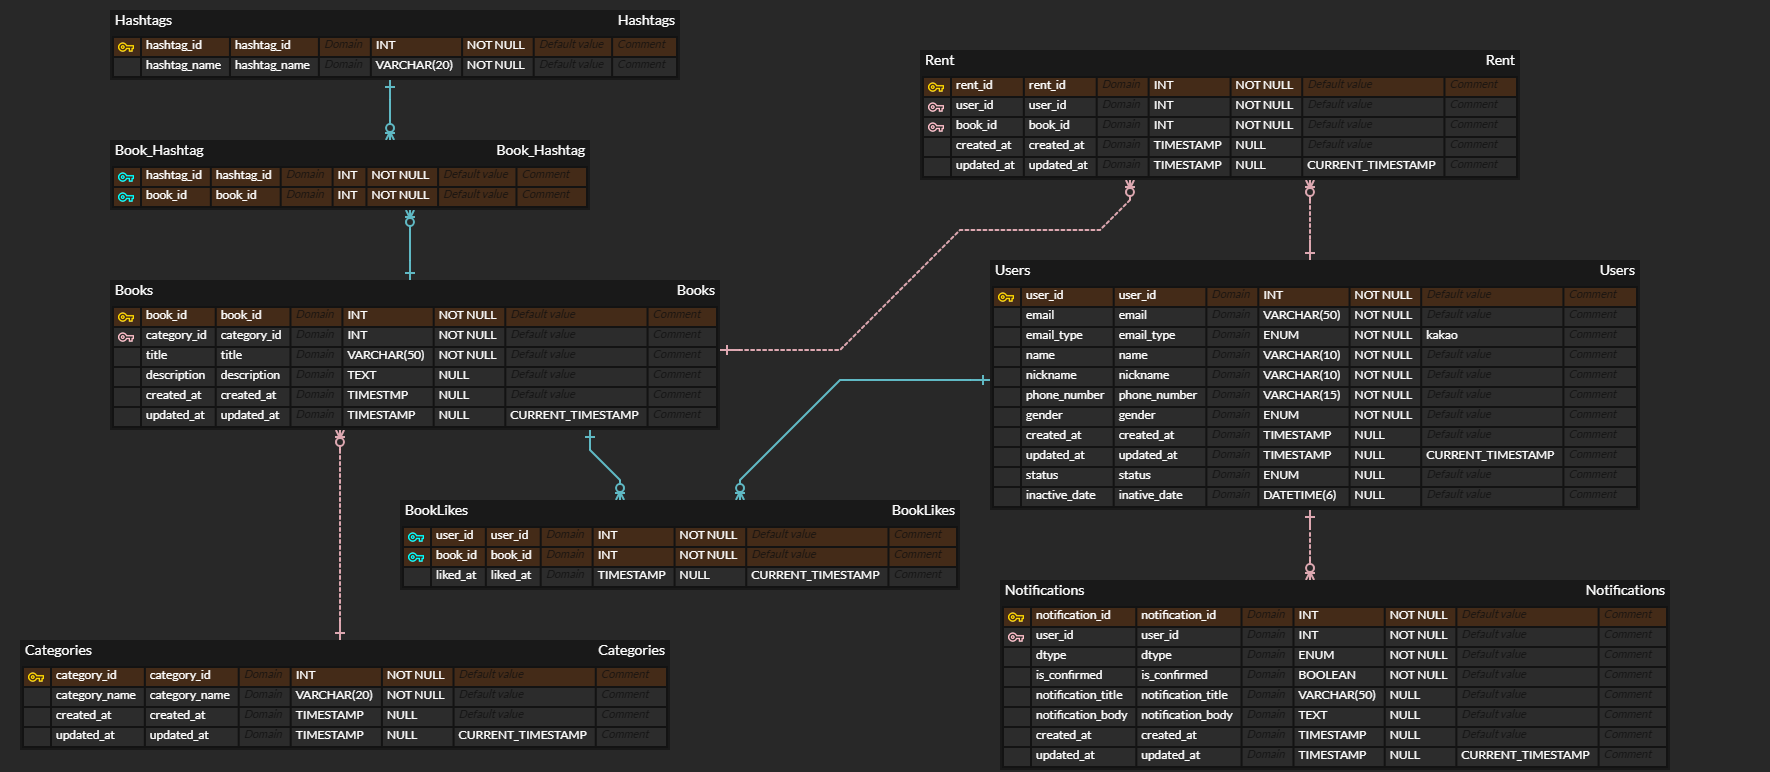 Hashtags Hashtags
hashtag_id hashtag_id Domain INT NOT NULL Default value Comment
hashtag_name hashtag_name Domain VARCHAR(20) NOT NULL Default value Comment
Book_Hashtag Book_Hashtag
hashtag_id hashtag_id Domain INT NOT NULL Default value Comment
book_id book_id Domain INT NOT NULL Default value Comment
Books Books
book_id book_id Domain INT NOT NULL Default value Comment
category_id category_id Domain INT NOT NULL Default value Comment
title title Domain VARCHAR(50) NOT NULL Default value Comment
description description Domain TEXT NULL Default value Comment
created_at created_at Domain TIMESTMP NULL Default value Comment
updated_at updated_at Domain TIMESTAMP NULL CURRENT_TIMESTAMP Comment
Rent Rent
rent_id rent_id Domain INT NOT NULL Default value Comment
user_id user_id Domain INT NOT NULL Default value Comment
book_id book_id Domain INT NOT NULL Default value Comment
created_at created_at Domain TIMESTAMP NULL Default value Comment
updated_at updated_at Domain TIMESTAMP NULL CURRENT_TIMESTAMP Comment
Users Users
user_id user_id Domain INT NOT NULL Default value Comment
email email Domain VARCHAR(50) NOT NULL Default value Comment
email_type email_type Domain ENUM NOT NULL kakao Comment
name name Domain VARCHAR(10) NOT NULL Default value Comment
nickname nickname Domain VARCHAR(10) NOT NULL Default value Comment
phone_number phone_number Domain VARCHAR(15) NOT NULL Default value Comment
gender gender Domain ENUM NOT NULL Default value Comment
created_at created_at Domain TIMESTAMP NULL Default value Comment
updated_at updated_at Domain TIMESTAMP NULL CURRENT_TIMESTAMP Comment
status status Domain ENUM NULL Default value Comment
inactive_date inative_date Domain DATETIME(6) NULL Default value Comment
BookLikes BookLikes
user_id user_id Domain INT NOT NULL Default value Comment
book_id book_id Domain INT NOT NULL Default value Comment
liked_at liked_at Domain TIMESTAMP NULL CURRENT_TIMESTAMP Comment
Categories Categories
category_id category_id Domain INT NOT NULL Default value Comment
category_name category_name Domain VARCHAR(20) NOT NULL Default value Comment
created_at created_at Domain TIMESTAMP NULL Default value Comment
updated_at updated_at Domain TIMESTAMP NULL CURRENT_TIMESTAMP Comment
Notifications Notifications
notification_id notification_id Domain INT NOT NULL Default value Comment
user_id user_id Domain INT NOT NULL Default value Comment
dtype dtype Domain ENUM NOT NULL Default value Comment
is_confirmed is_confirmed Domain BOOLEAN NOT NULL Default value Comment
notification_title notification_title Domain VARCHAR(50) NULL Default value Comment
notification_body notification_body Domain TEXT NULL Default value Comment
created_at created_at Domain TIMESTAMP NULL Default value Comment
updated_at updated_at Domain TIMESTAMP NULL CURRENT_TIMESTAMP Comment